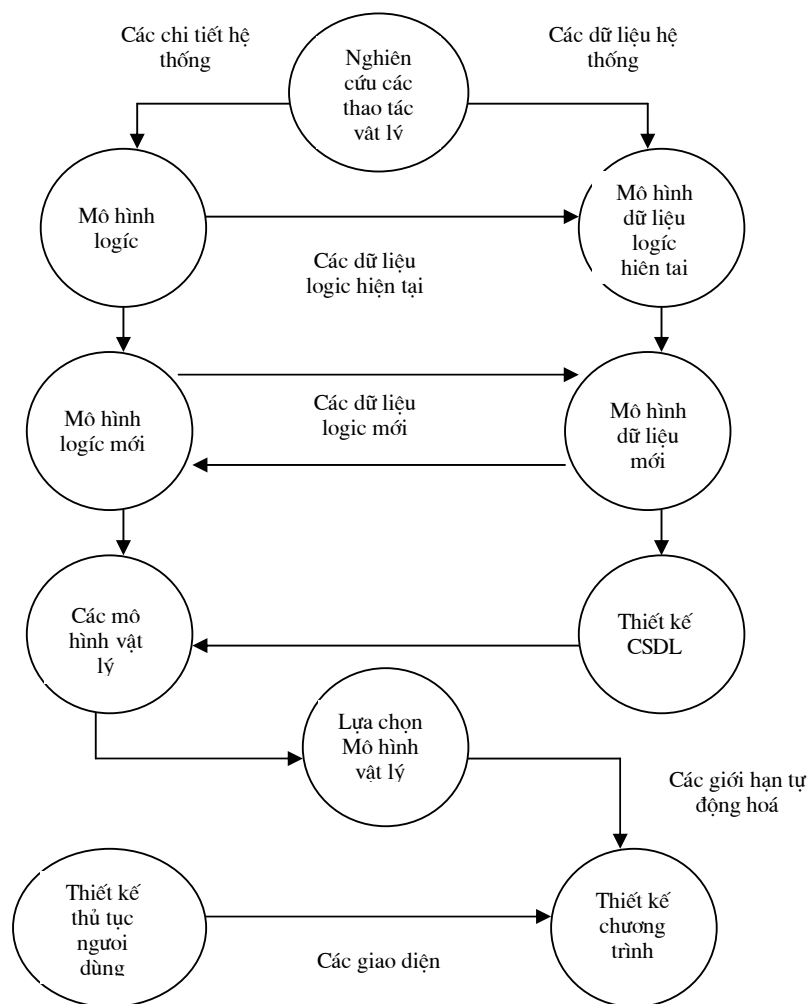 Các chi tiết hệ
thống
Nghiên
cứu các
thao tác
vât lý
Các dữ liệu hệ
thống
Mô hình
logíc
Mô hình
dữ liệu
logíc
hiên tai
Các dữ liệu
logic hiện tại
Mô hình
logíc mới
Các dữ liệu
logic mới
Mô hình
dữ liệu
mới
Các mô
hình vật
lý
Thiết kế
CSDL
Lựa chọn
Mô hình
vật lý
Các giới hạn tự
động hoá
Thiết kế
thủ tục
ngưoi
dùng
Các giao diện
Thiết kế
chương
trình